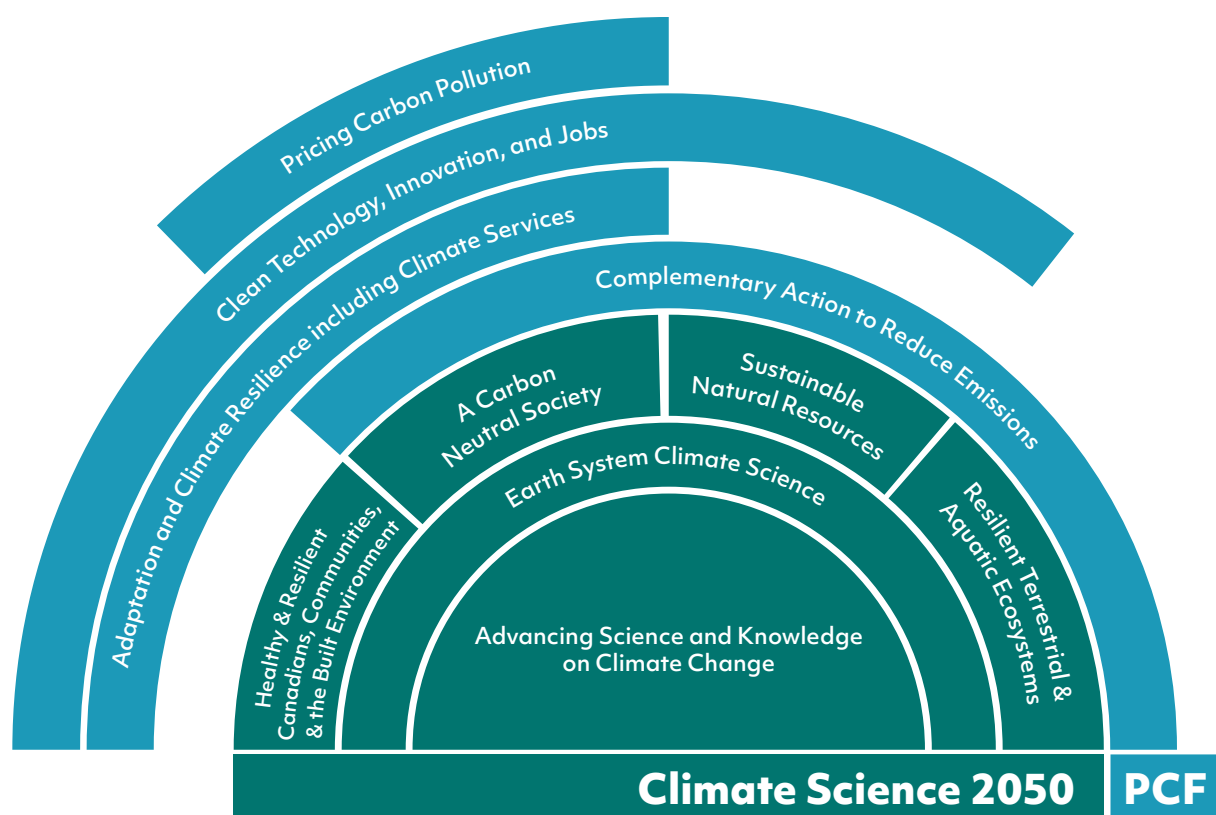 Pricing Carbon Pollution
Clean Technology, Innovation, and Jobs
Adaptation and Climate Resilience including Climate Services
Complementary Action to Reduce Emissions
Healthy & Resilient
Canadians, Communities,
& the Built Environment
A Carbon
Neutral Society
Sustainable
Natural Resources
Resilient Terrestrial &
Aquatic Ecosystems
Earth System Climate Science
Advancing Science and Knowledge
on Climate Change
Climate Science 2050
PCF